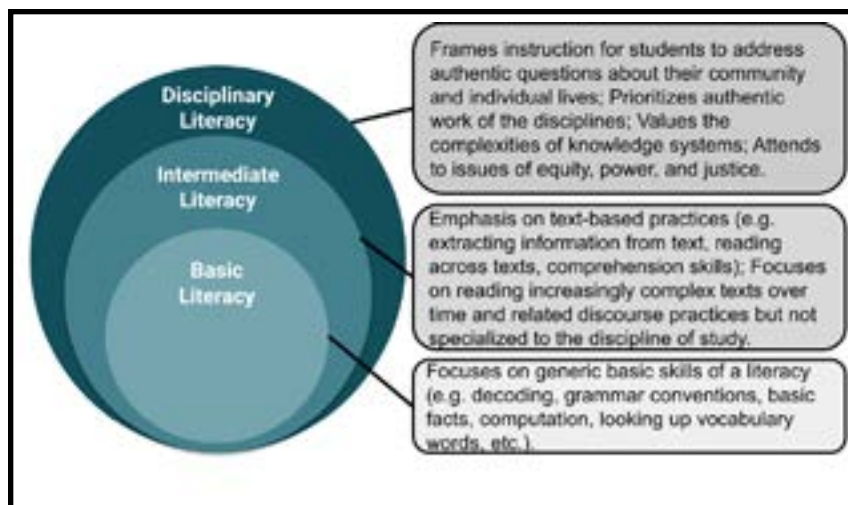 Disciplinary
Literacy
Intermediate
Literacy
Basic
Literacy
Frames instruction for students to address
authentic questions about their community
and individual lives; Prioritizes authentic
work of the disciplines; Values the
complexities of knowledge systems; Attends
to issues of equity, power, and justice.
Emphasis on text-based practices (e.g.
extracting information from text, reading
across texts, comprehension skills); Focuses
on reading increasingly complex texts over
time and related discourse practices but not
specialized to the discipline of study.
Focuses on generic basic skills of a literacy
(e.g. decoding, grammar conventions, basic
facts, computation, looking up vocabulary
words, etc.).